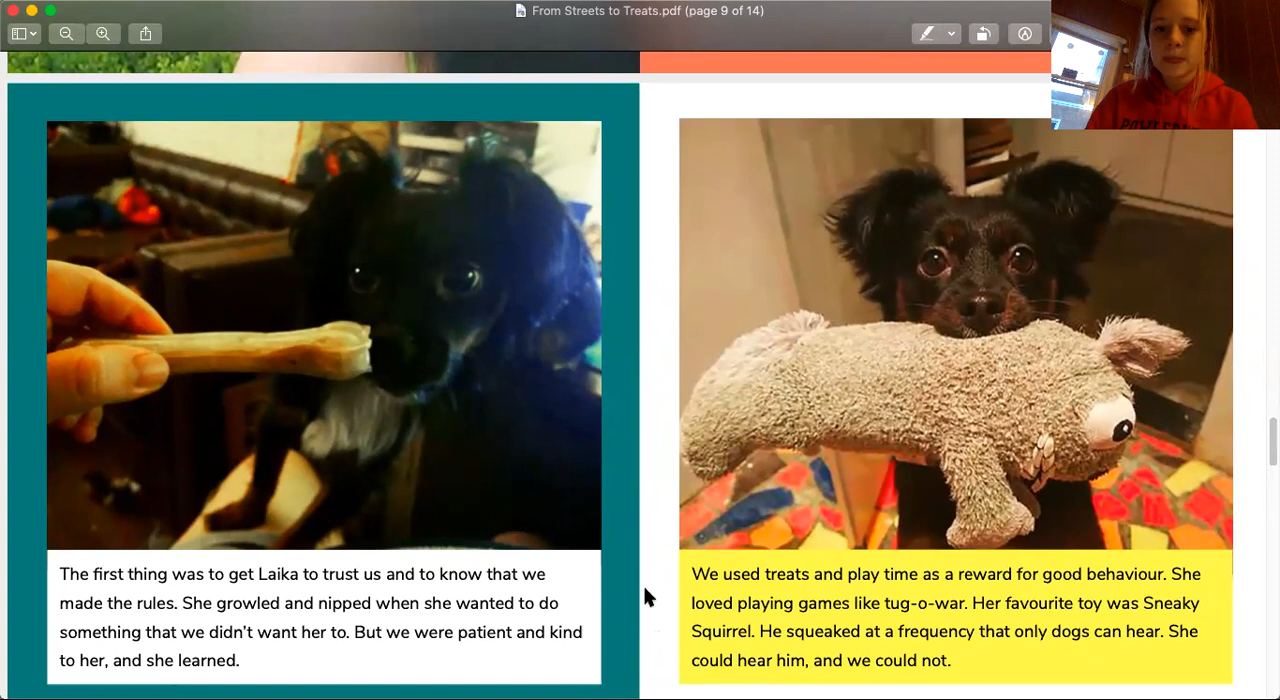 From Streets to Treats.pdf (page 9 of 14)
The first thing was to get Laika to trust us and to know that we
made the rules. She growled and nipped when she wanted to do
something that we didn't want her to. But we were patient and kind
to her, and she learned.
We used treats and play time as a reward for good behaviour. She
loved playing games like tug-o-war. Her favourite toy was Sneaky
Squirrel. He squeaked at a frequency that only dogs can hear. She
could hear him, and we could not.